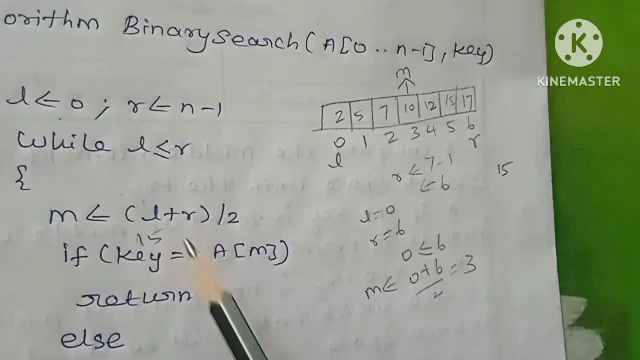 orithm BinarySearch(A[0..n-1], key)
KINEMASTER
l ← 0 ; r ← n-1
m
2 5 7 10 12 15 17
0 1 2 3 4 5 6
l r
While l ≤ r
{
r ← 7-1
← 6
15
m ← (l+r)/2
l=0
r=6
0 ≤ 6
15
if (key = A[m])
m ← 0+6/2 = 3
return
else